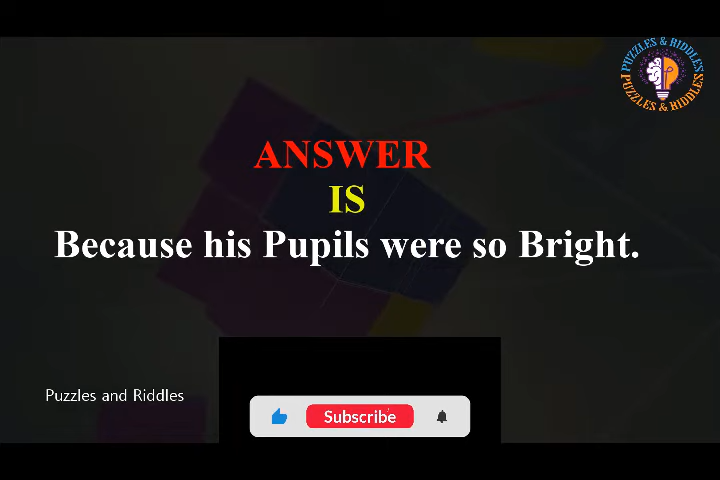 PUZZLES & RIDDLES
PUZZLES & RIDDLES
ANSWER
IS
Because his Pupils were so Bright.
Puzzles and Riddles
Subscribe